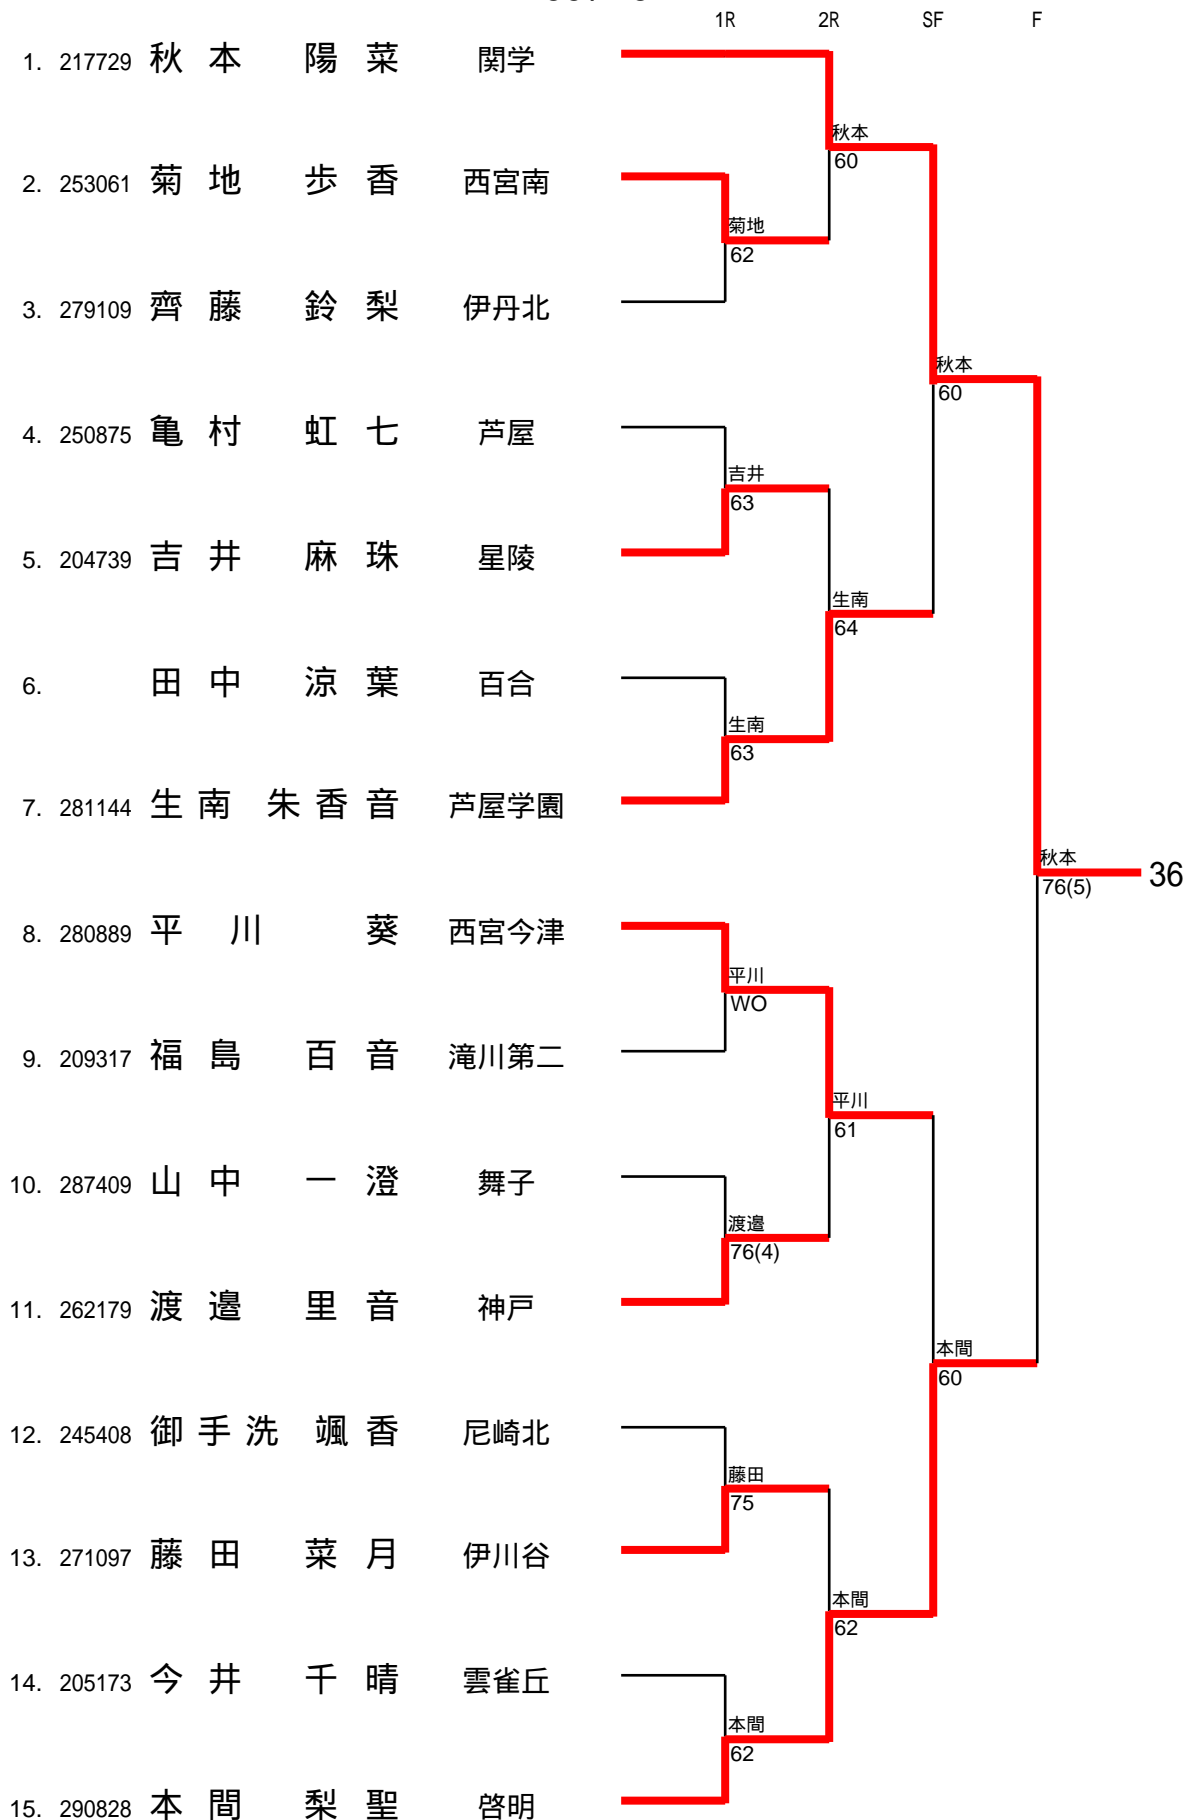 1R 2R SF F
1. 217729 秋本 陽菜 関学
秋本
60
2. 253061 菊地 歩香 西宮南
菊地
62
3. 279109 齊藤 鈴梨 伊丹北
秋本
60
4. 250875 亀村 虹七 芦屋
吉井
63
5. 204739 吉井 麻珠 星陵
生南
64
6. 田中 涼葉 百合
生南
63
7. 281144 生南 朱香音 芦屋学園
秋本
76(5)
36
8. 280889 平川 葵 西宮今津
平川
WO
9. 209317 福島 百音 滝川第二
平川
61
10. 287409 山中 一澄 舞子
渡邉
76(4)
11. 262179 渡邉 里音 神戸
本間
60
12. 245408 御手洗 颯香 尼崎北
藤田
75
13. 271097 藤田 菜月 伊川谷
本間
62
14. 205173 今井 千晴 雲雀丘
本間
62
15. 290828 本間 梨聖 啓明